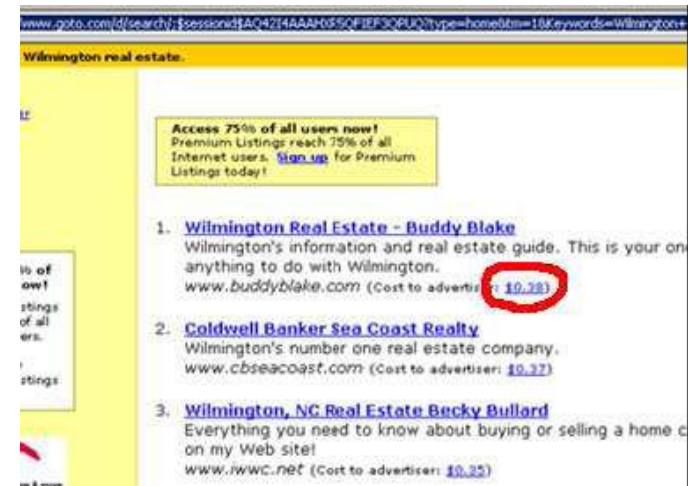 www.goto.com/d/search/;$sessionid$AQ42I4AAAHXF5QFIEF3QPUQ?type=home&tm=1&Keywords=Wilmington+
Wilmington real estate.
Access 75% of all users now!
Premium Listings reach 75% of all
Internet users. Sign up for Premium
Listings today!
1. Wilmington Real Estate - Buddy Blake
Wilmington's information and real estate guide. This is your one
anything to do with Wilmington.
www.buddyblake.com (Cost to advertiser: $0.38)
2. Coldwell Banker Sea Coast Realty
Wilmington's number one real estate company.
www.cbseacoast.com (Cost to advertiser: $0.37)
3. Wilmington, NC Real Estate Becky Bullard
Everything you need to know about buying or selling a home c
on my Web site!
www.iwwc.net (Cost to advertiser: $0.35)
% of
ow!
stings
of all
ers.
stings